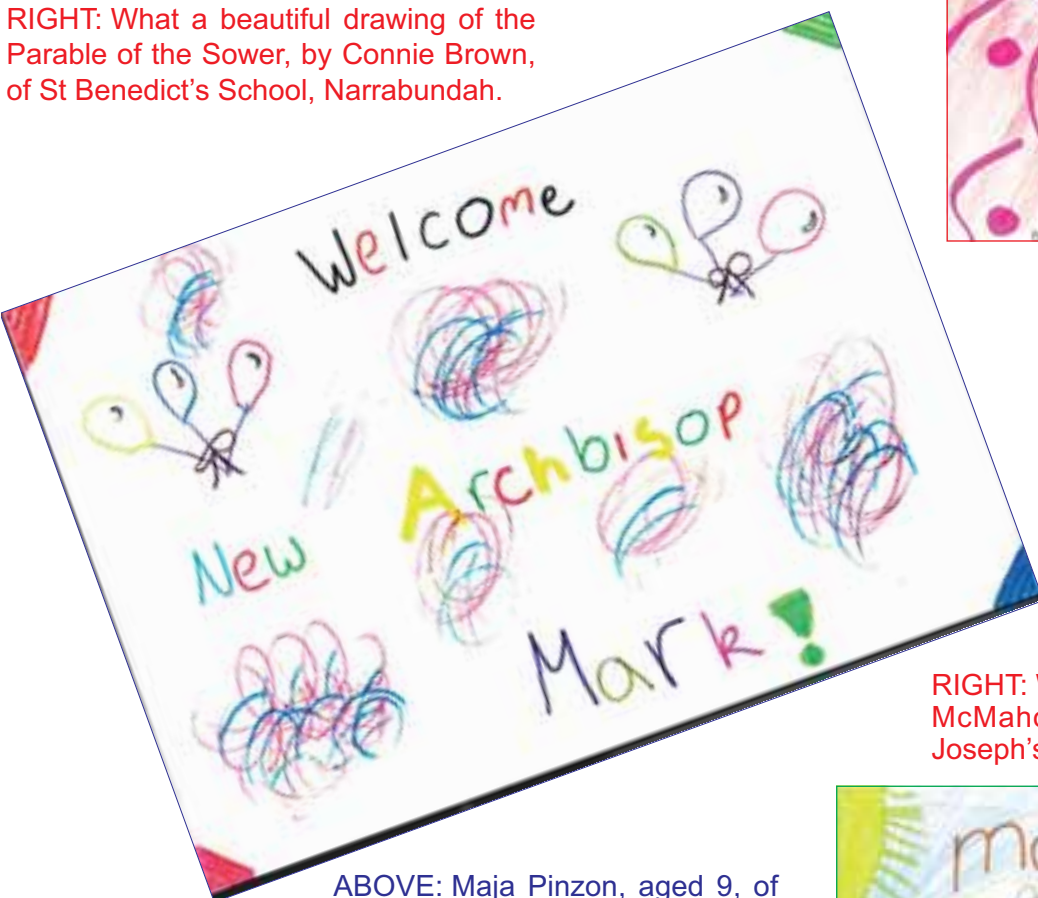 RIGHT: What a beautiful drawing of the
Parable of the Sower, by Connie Brown,
of St Benedict's School, Narrabundah.
Welcome
New Archbisop
Mark!
RIGHT:
Joseph's
ABOVE: Maja Pinzon, aged 9, of